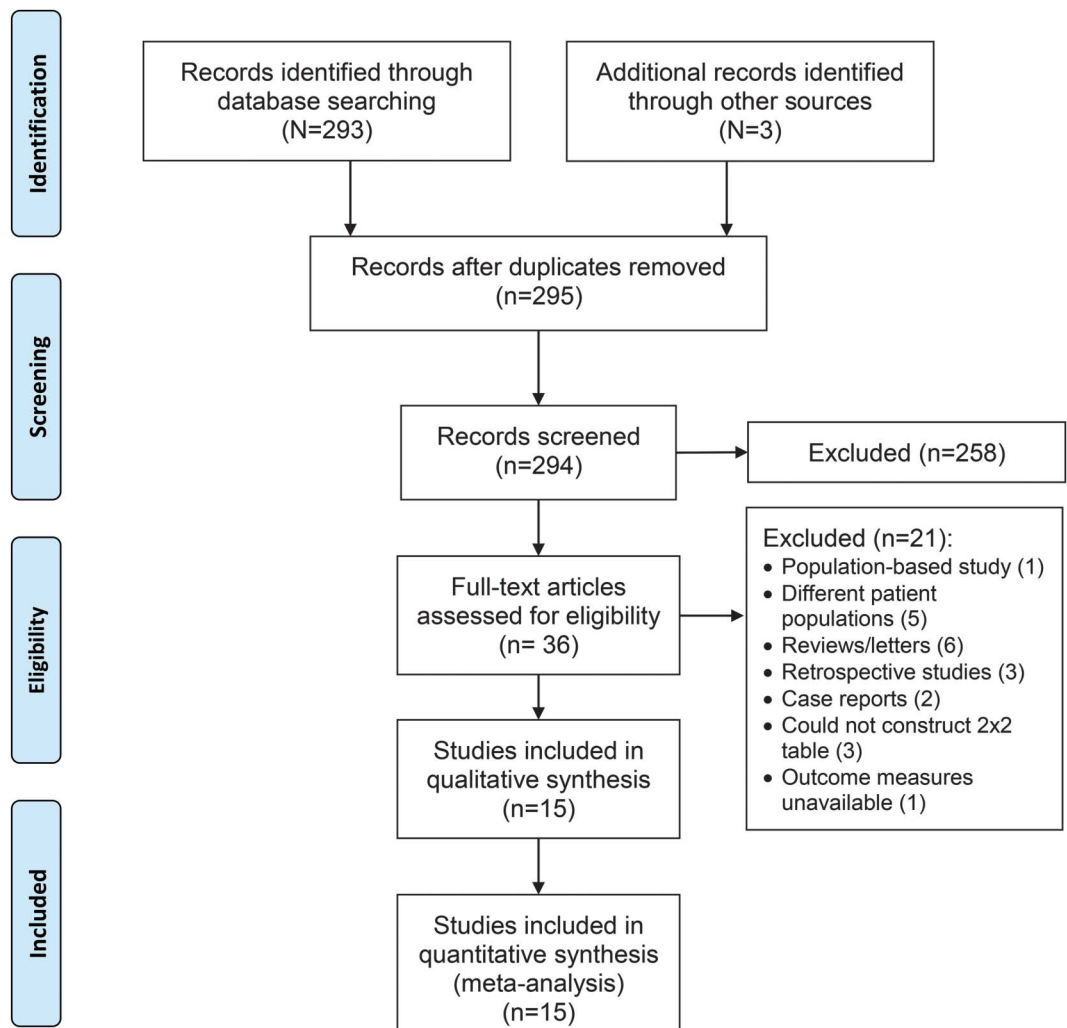 Identification
Records identified through
database searching
(N=293)
Additional records identified
through other sources
(N=3)
Records after duplicates removed
(n=295)
Screening
Records screened
(n=294)
Excluded (n=258)
Eligibility
Full-text articles
assessed for eligibility
(n= 36)
Excluded (n=21):
• Population-based study (1)
• Different patient
populations (5)
• Reviews/letters (6)
• Retrospective studies (3)
• Case reports (2)
• Could not construct 2x2
table (3)
• Outcome measures
unavailable (1)
Studies included in
qualitative synthesis
(n=15)
Included
Studies included in
quantitative synthesis
(meta-analysis)
(n=15)